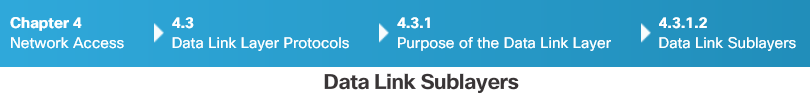 Chapter 4
Network Access
4.3
Data Link Layer Protocols
4.3.1
Purpose of the Data Link Layer
4.3.1.2
Data Link Sublayers
Data Link Sublayers